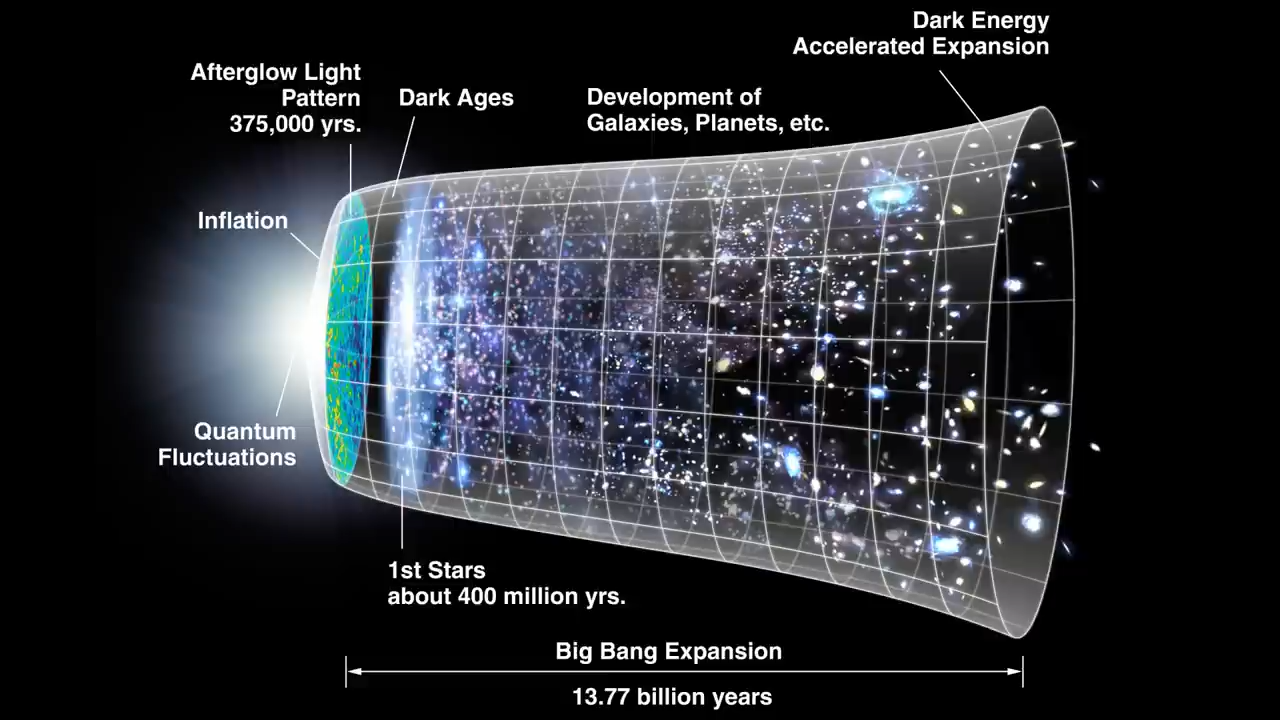 Dark Energy
Accelerated Expansion
Afterglow Light
Pattern
375,000 yrs.
Dark Ages
Development of
Galaxies, Planets, etc.
Inflation
Quantum
Fluctuations
1st Stars
about 400 million yrs.
Big Bang Expansion
13.77 billion years